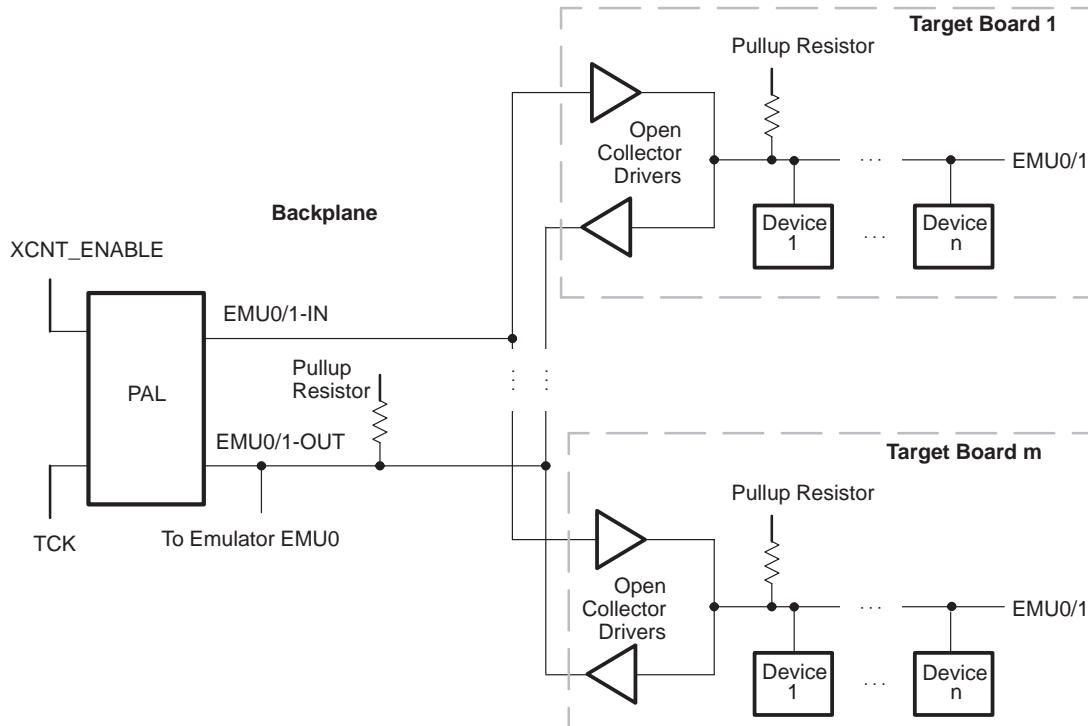 Target Board 1
Pullup Resistor
Open
Collector
Drivers
. . .
EMU0/1
Device
1
. . .
Device
n
Backplane
XCNT_ENABLE
EMU0/1-IN
PAL
Pullup
Resistor
EMU0/1-OUT
TCK
To Emulator EMU0
Target Board m
Pullup Resistor
Open
Collector
Drivers
. . .
EMU0/1
Device
1
. . .
Device
n